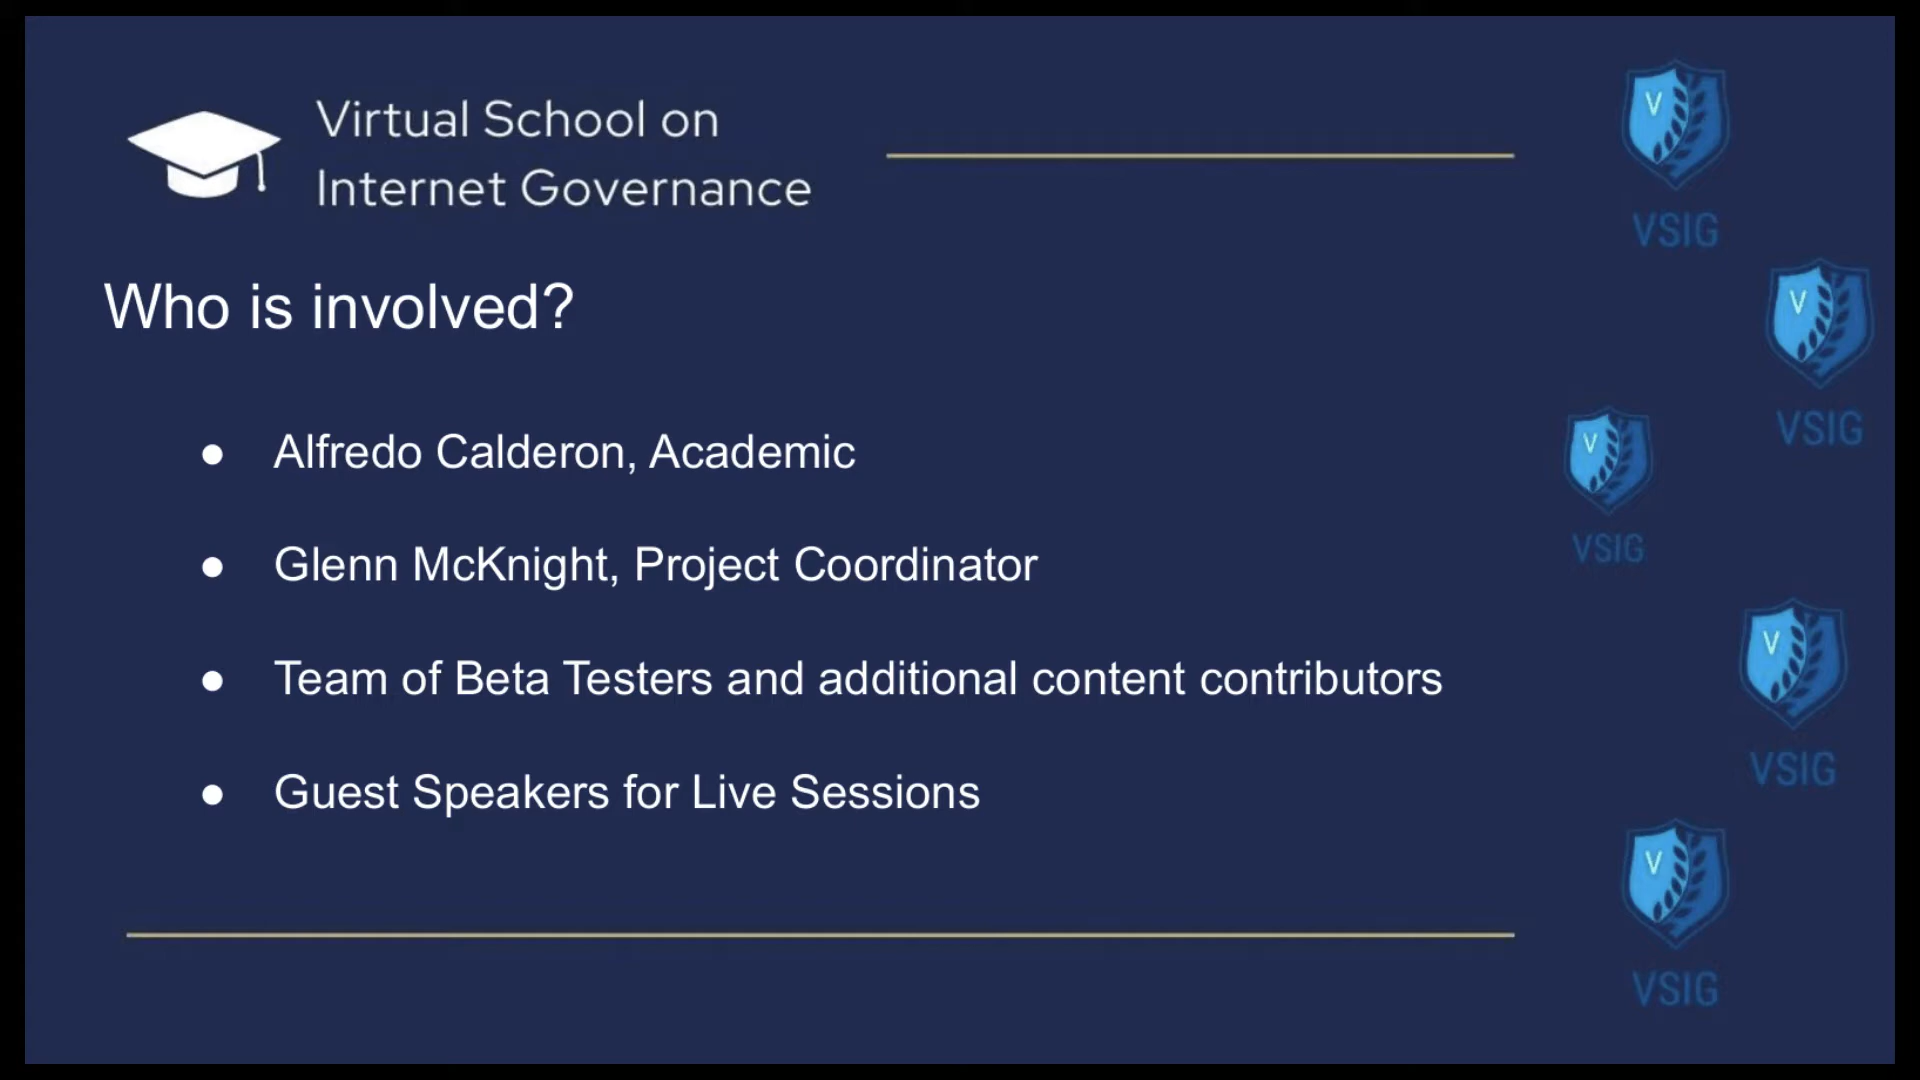 Virtual School on
Internet Governance
Who is involved?
● Alfredo Calderon, Academic
● Glenn McKnight, Project Coordinator
● Team of Beta Testers and additional content contributors
● Guest Speakers for Live Sessions
V
VSIG
V
VSIG
V
VSIG
V
VSIG
V
VSIG